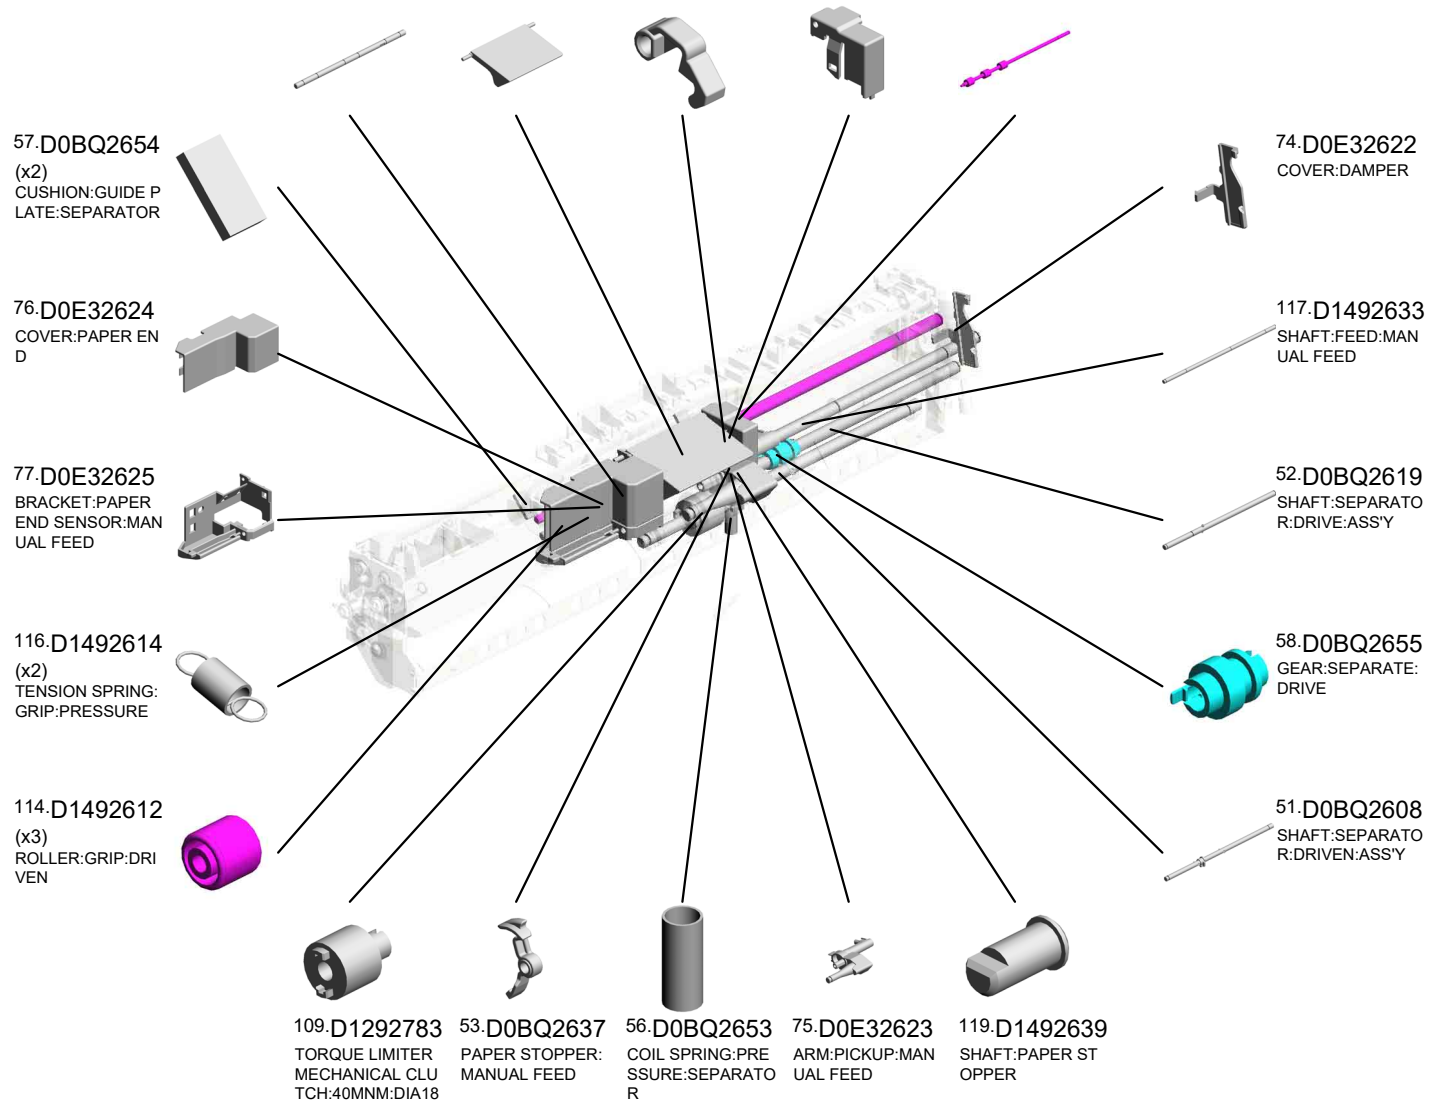 57.D0BQ2654
(x2)
CUSHION:GUIDE P
LATE:SEPARATOR
74.D0E32622
COVER:DAMPER
76.D0E32624
COVER:PAPER EN
D
117.D1492633
SHAFT:FEED:MAN
UAL FEED
77.D0E32625
BRACKET:PAPER
END SENSOR:MAN
UAL FEED
52.D0BQ2619
SHAFT:SEPARATO
R:DRIVE:ASS'Y
116.D1492614
(x2)
TENSION SPRING:
GRIP:PRESSURE
58.D0BQ2655
GEAR:SEPARATE:
DRIVE
114.D1492612
(x3)
ROLLER:GRIP:DRI
VEN
51.D0BQ2608
SHAFT:SEPARATO
R:DRIVEN:ASS'Y
109.D1292783
TORQUE LIMITER
MECHANICAL CLU
TCH:40MNM:DIA18
53.D0BQ2637
PAPER STOPPER:
MANUAL FEED
56.D0BQ2653
COIL SPRING:PRE
SSURE:SEPARATO
R
75.D0E32623
ARM:PICKUP:MAN
UAL FEED
119.D1492639
SHAFT:PAPER ST
OPPER